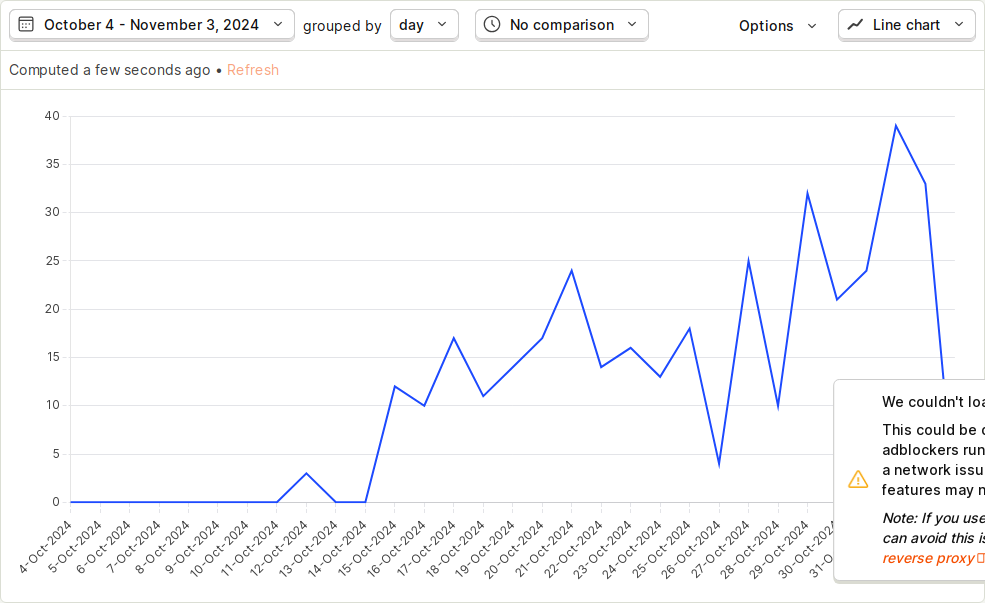 October 4 - November 3, 2024 grouped by day No comparison Options Line chart
Computed a few seconds ago • Refresh
40
35
30
25
20
15
10
5
0
4-Oct-2024 5-Oct-2024 6-Oct-2024 7-Oct-2024 8-Oct-2024 9-Oct-2024 10-Oct-2024 11-Oct-2024 12-Oct-2024 13-Oct-2024 14-Oct-2024 15-Oct-2024 16-Oct-2024 17-Oct-2024 18-Oct-2024 19-Oct-2024 20-Oct-2024 21-Oct-2024 22-Oct-2024 23-Oct-2024 24-Oct-2024 25-Oct-2024 26-Oct-2024 27-Oct-2024 28-Oct-2024 29-Oct-2024 30-Oct-20 31-Oc
We couldn't loa
This could be
adblockers run
a network issu
features may n
Note: If you use
can avoid this is
reverse proxy